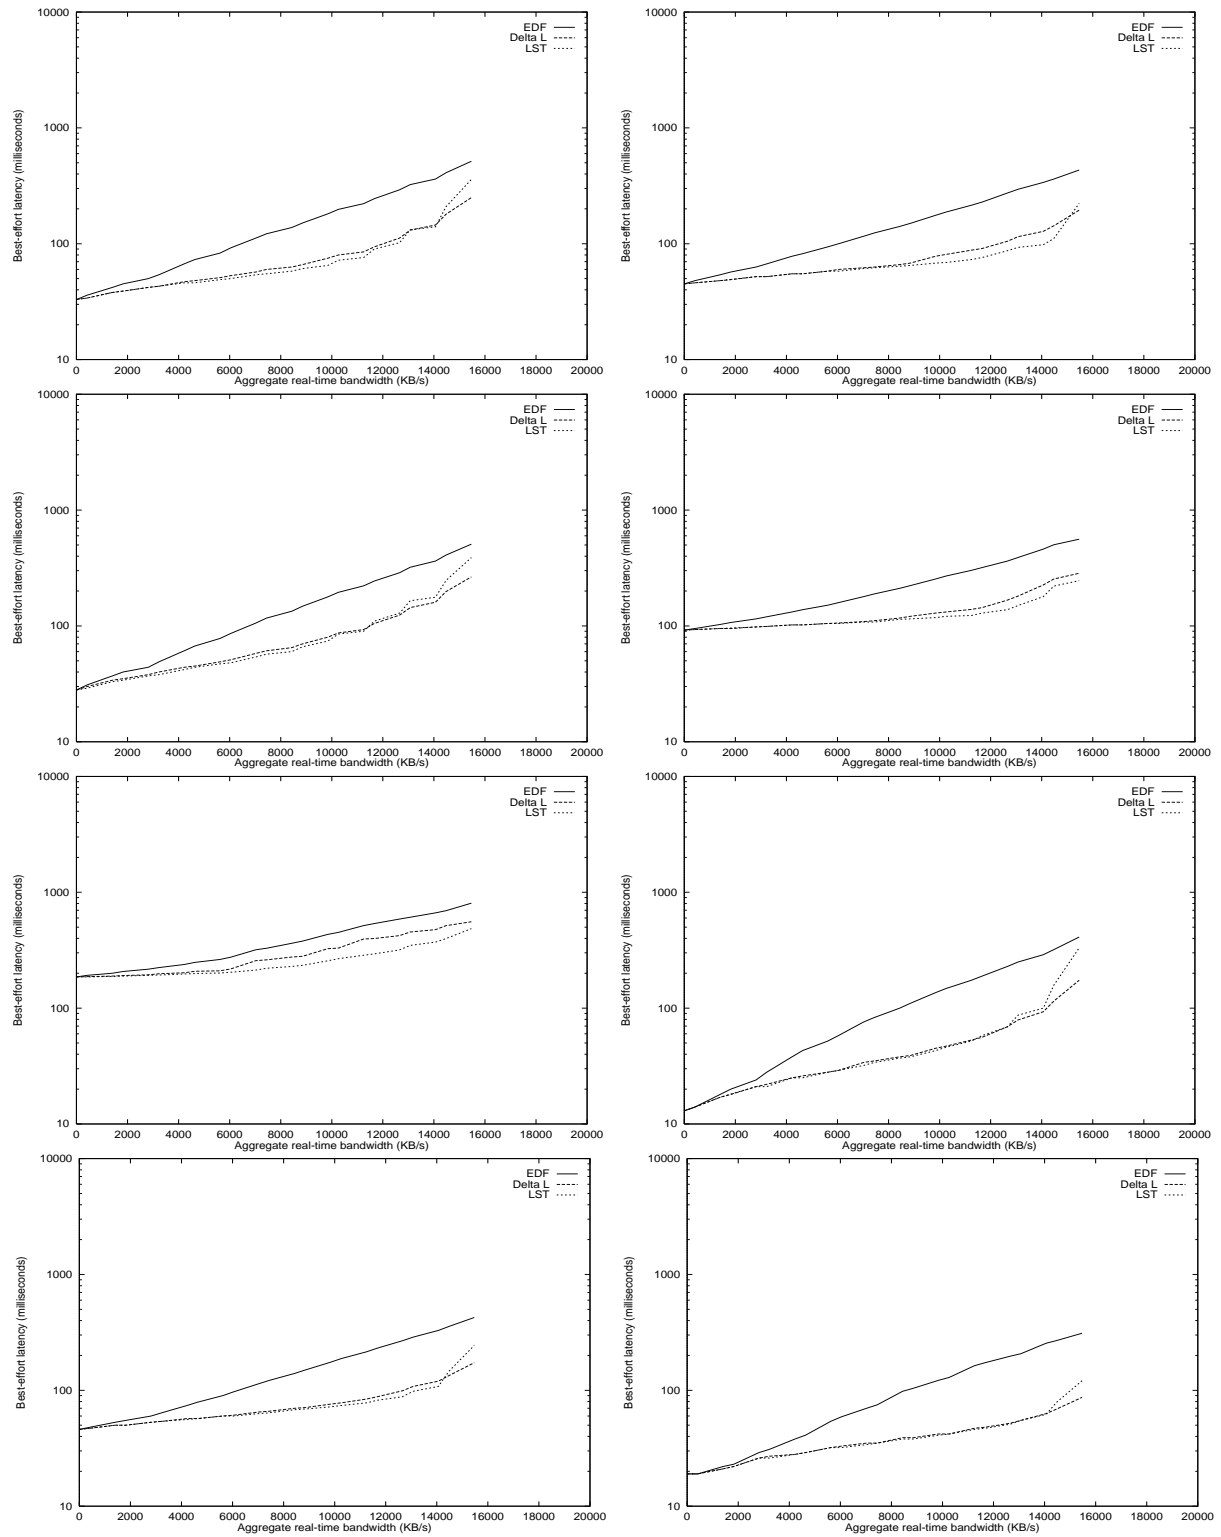 10000
EDF
Delta L
LST
1000
100
10
Best-effort latency (milliseconds)
0 2000 4000 6000 8000 10000 12000 14000 16000 18000 20000
Aggregate real-time bandwidth (KB/s)
10000
EDF
Delta L
LST
1000
100
10
Best-effort latency (milliseconds)
0 2000 4000 6000 8000 10000 12000 14000 16000 18000 20000
Aggregate real-time bandwidth (KB/s)
10000
EDF
Delta L
LST
1000
100
10
Best-effort latency (milliseconds)
0 2000 4000 6000 8000 10000 12000 14000 16000 18000 20000
Aggregate real-time bandwidth (KB/s)
10000
EDF
Delta L
LST
1000
100
10
Best-effort latency (milliseconds)
0 2000 4000 6000 8000 10000 12000 14000 16000 18000 20000
Aggregate real-time bandwidth (KB/s)
10000
EDF
Delta L
LST
1000
100
10
Best-effort latency (milliseconds)
0 2000 4000 6000 8000 10000 12000 14000 16000 18000 20000
Aggregate real-time bandwidth (KB/s)
10000
EDF
Delta L
LST
1000
100
10
Best-effort latency (milliseconds)
0 2000 4000 6000 8000 10000 12000 14000 16000 18000 20000
Aggregate real-time bandwidth (KB/s)
10000
EDF
Delta L
LST
1000
100
10
Best-effort latency (milliseconds)
0 2000 4000 6000 8000 10000 12000 14000 16000 18000 20000
Aggregate real-time bandwidth (KB/s)
10000
EDF
Delta L
LST
1000
100
10
Best-effort latency (milliseconds)
0 2000 4000 6000 8000 10000 12000 14000 16000 18000 20000
Aggregate real-time bandwidth (KB/s)